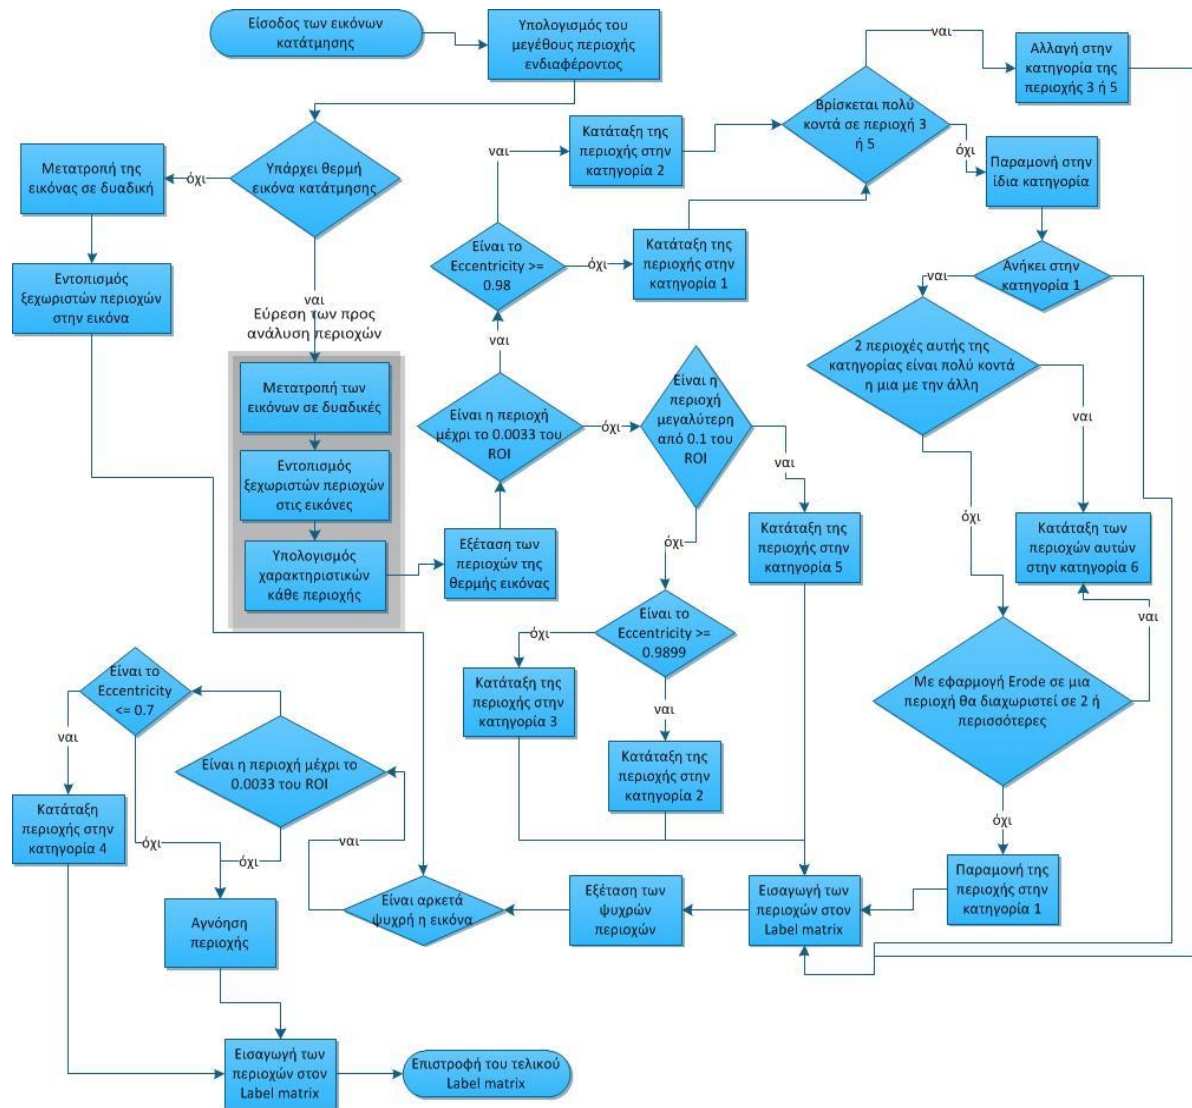 Είσοδος των εικόνων
κατάτμησης
Υπολογισμός του
μεγέθους περιοχής
ενδιαφέροντος
ναι
Αλλαγή στην
κατηγορία της
περιοχής 3 ή 5
Βρίσκεται πολύ
κοντά σε περιοχή 3
ή 5
όχι
Παραμονή στην
ίδια κατηγορία
Κατάταξη της
περιοχής στην
κατηγορία 2
ναι
Υπάρχει θερμή
εικόνα κατάτμησης
όχι
Μετατροπή της
εικόνας σε δυαδική
Εντοπισμός
ξεχωριστών περιοχών
στην εικόνα
Είναι το
Eccentricity >=
0.98
όχι
Κατάταξη της
περιοχής στην
κατηγορία 1
Ανήκει στην
κατηγορία 1
ναι
ναι
Εύρεση των προς
ανάλυση περιοχών
ναι
2 περιοχές αυτής της
κατηγορίας είναι πολύ κοντά
η μια με την άλλη
ναι
όχι
Μετατροπή των
εικόνων σε δυαδικές
Εντοπισμός
ξεχωριστών περιοχών
στις εικόνες
Υπολογισμός
χαρακτηριστικών
κάθε περιοχής
Εξέταση των
περιοχών της
θερμής εικόνας
Είναι η περιοχή
μέχρι το 0.0033 του
ROI
όχι
Είναι η
περιοχή
μεγαλύτερη
από 0.1 του
ROI
ναι
όχι
Κατάταξη της
περιοχής στην
κατηγορία 5
Κατάταξη των
περιοχών αυτών
στην κατηγορία 6
ναι
Είναι το
Eccentricity >=
0.9899
όχι
ναι
Κατάταξη της
περιοχής στην
κατηγορία 3
Κατάταξη της
περιοχής στην
κατηγορία 2
Με εφαρμογή Erode σε μια
περιοχή θα διαχωριστεί σε 2 ή
περισσότερες
όχι
Παραμονή της
περιοχής στην
κατηγορία 1
Εισαγωγή των
περιοχών στον
Label matrix
Εξέταση των
ψυχρών
περιοχών
Είναι αρκετά
ψυχρή η εικόνα
ναι
Είναι η περιοχή μέχρι το
0.0033 του ROI
όχι
Είναι το
Eccentricity
<= 0.7
ναι
όχι
Κατάταξη
περιοχής στην
κατηγορία 4
Αγνόηση
περιοχής
Εισαγωγή των
περιοχών στον
Label matrix
Επιστροφή του τελικού
Label matrix